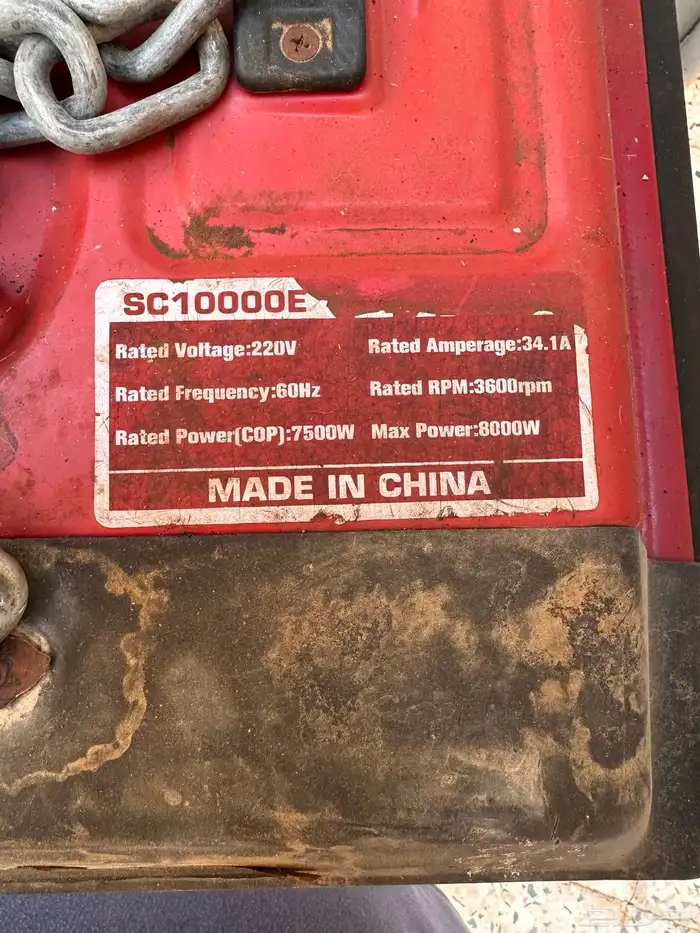 SC10000E
Rated Voltage:220V Rated Amperage:34.1A
Rated Frequency:60Hz Rated RPM:3600rpm
Rated Power(COP):7500W Max Power:8000W
MADE IN CHINA